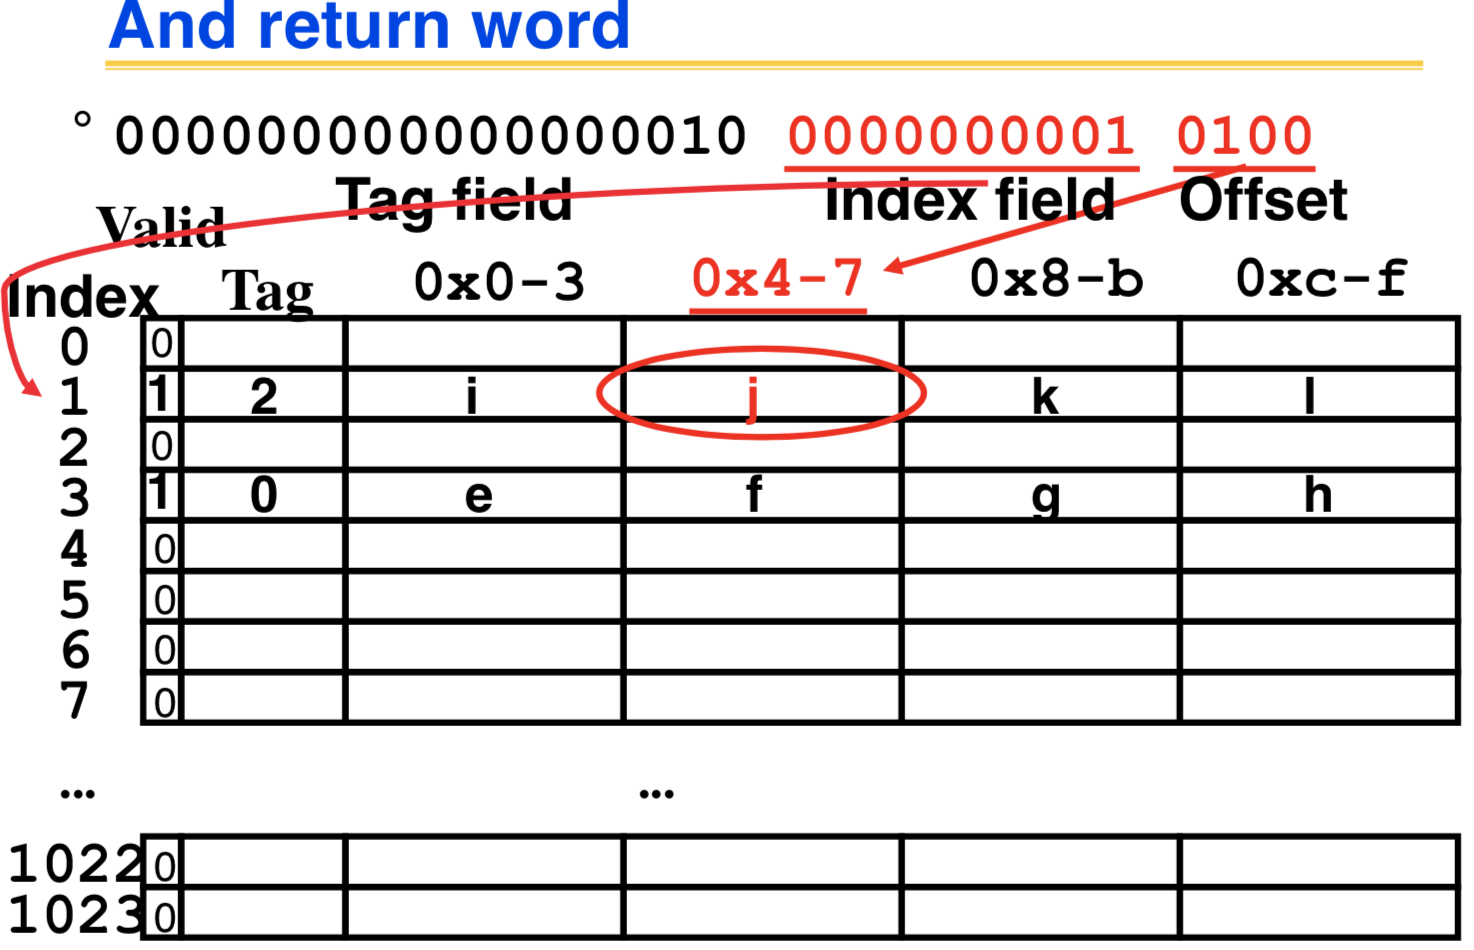 And return word
° 000000000000000010 0000000001 0100
Tag field Index field Offset
Valid
Index Tag 0x0-3 0x4-7 0x8-b 0xc-f
0 0
1 1 2 i j k l
2 0
3 1 0 e f g h
4 0
5 0
6 0
7 0
... ...
1022 0
1023 0